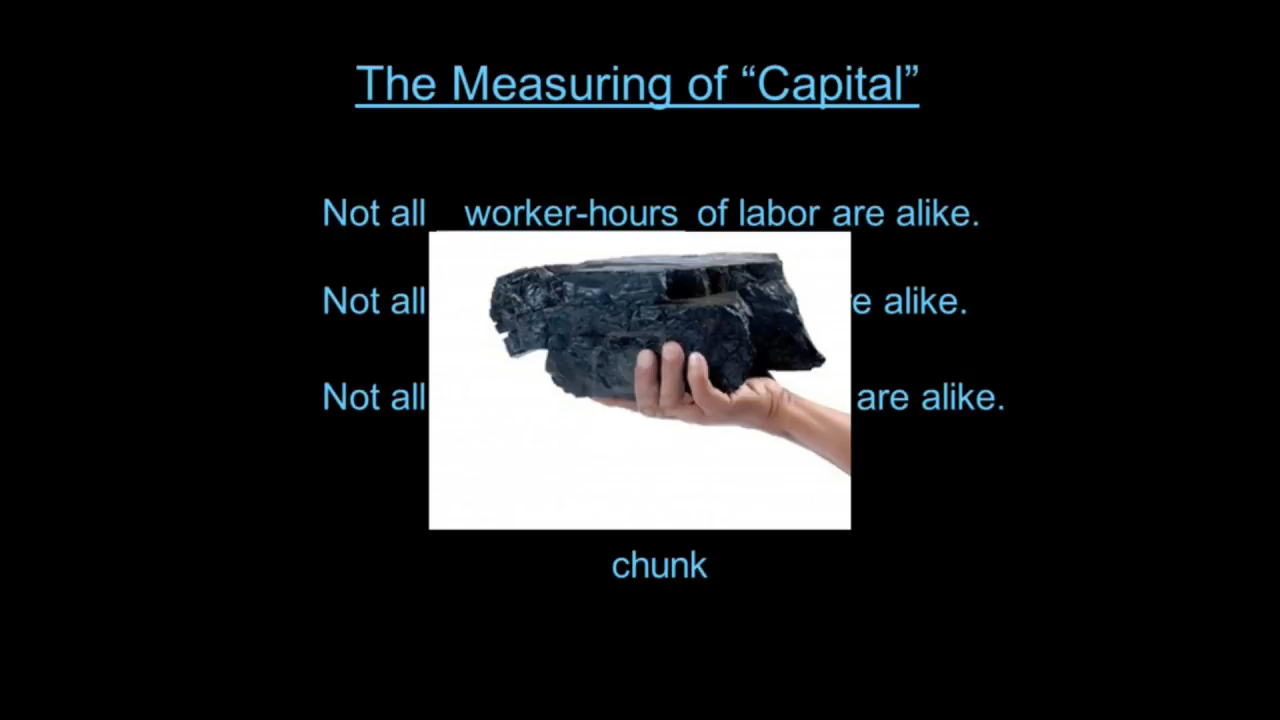 The Measuring of “Capital”
Not all worker-hours of labor are alike.
Not all e alike.
Not all are alike.
chunk